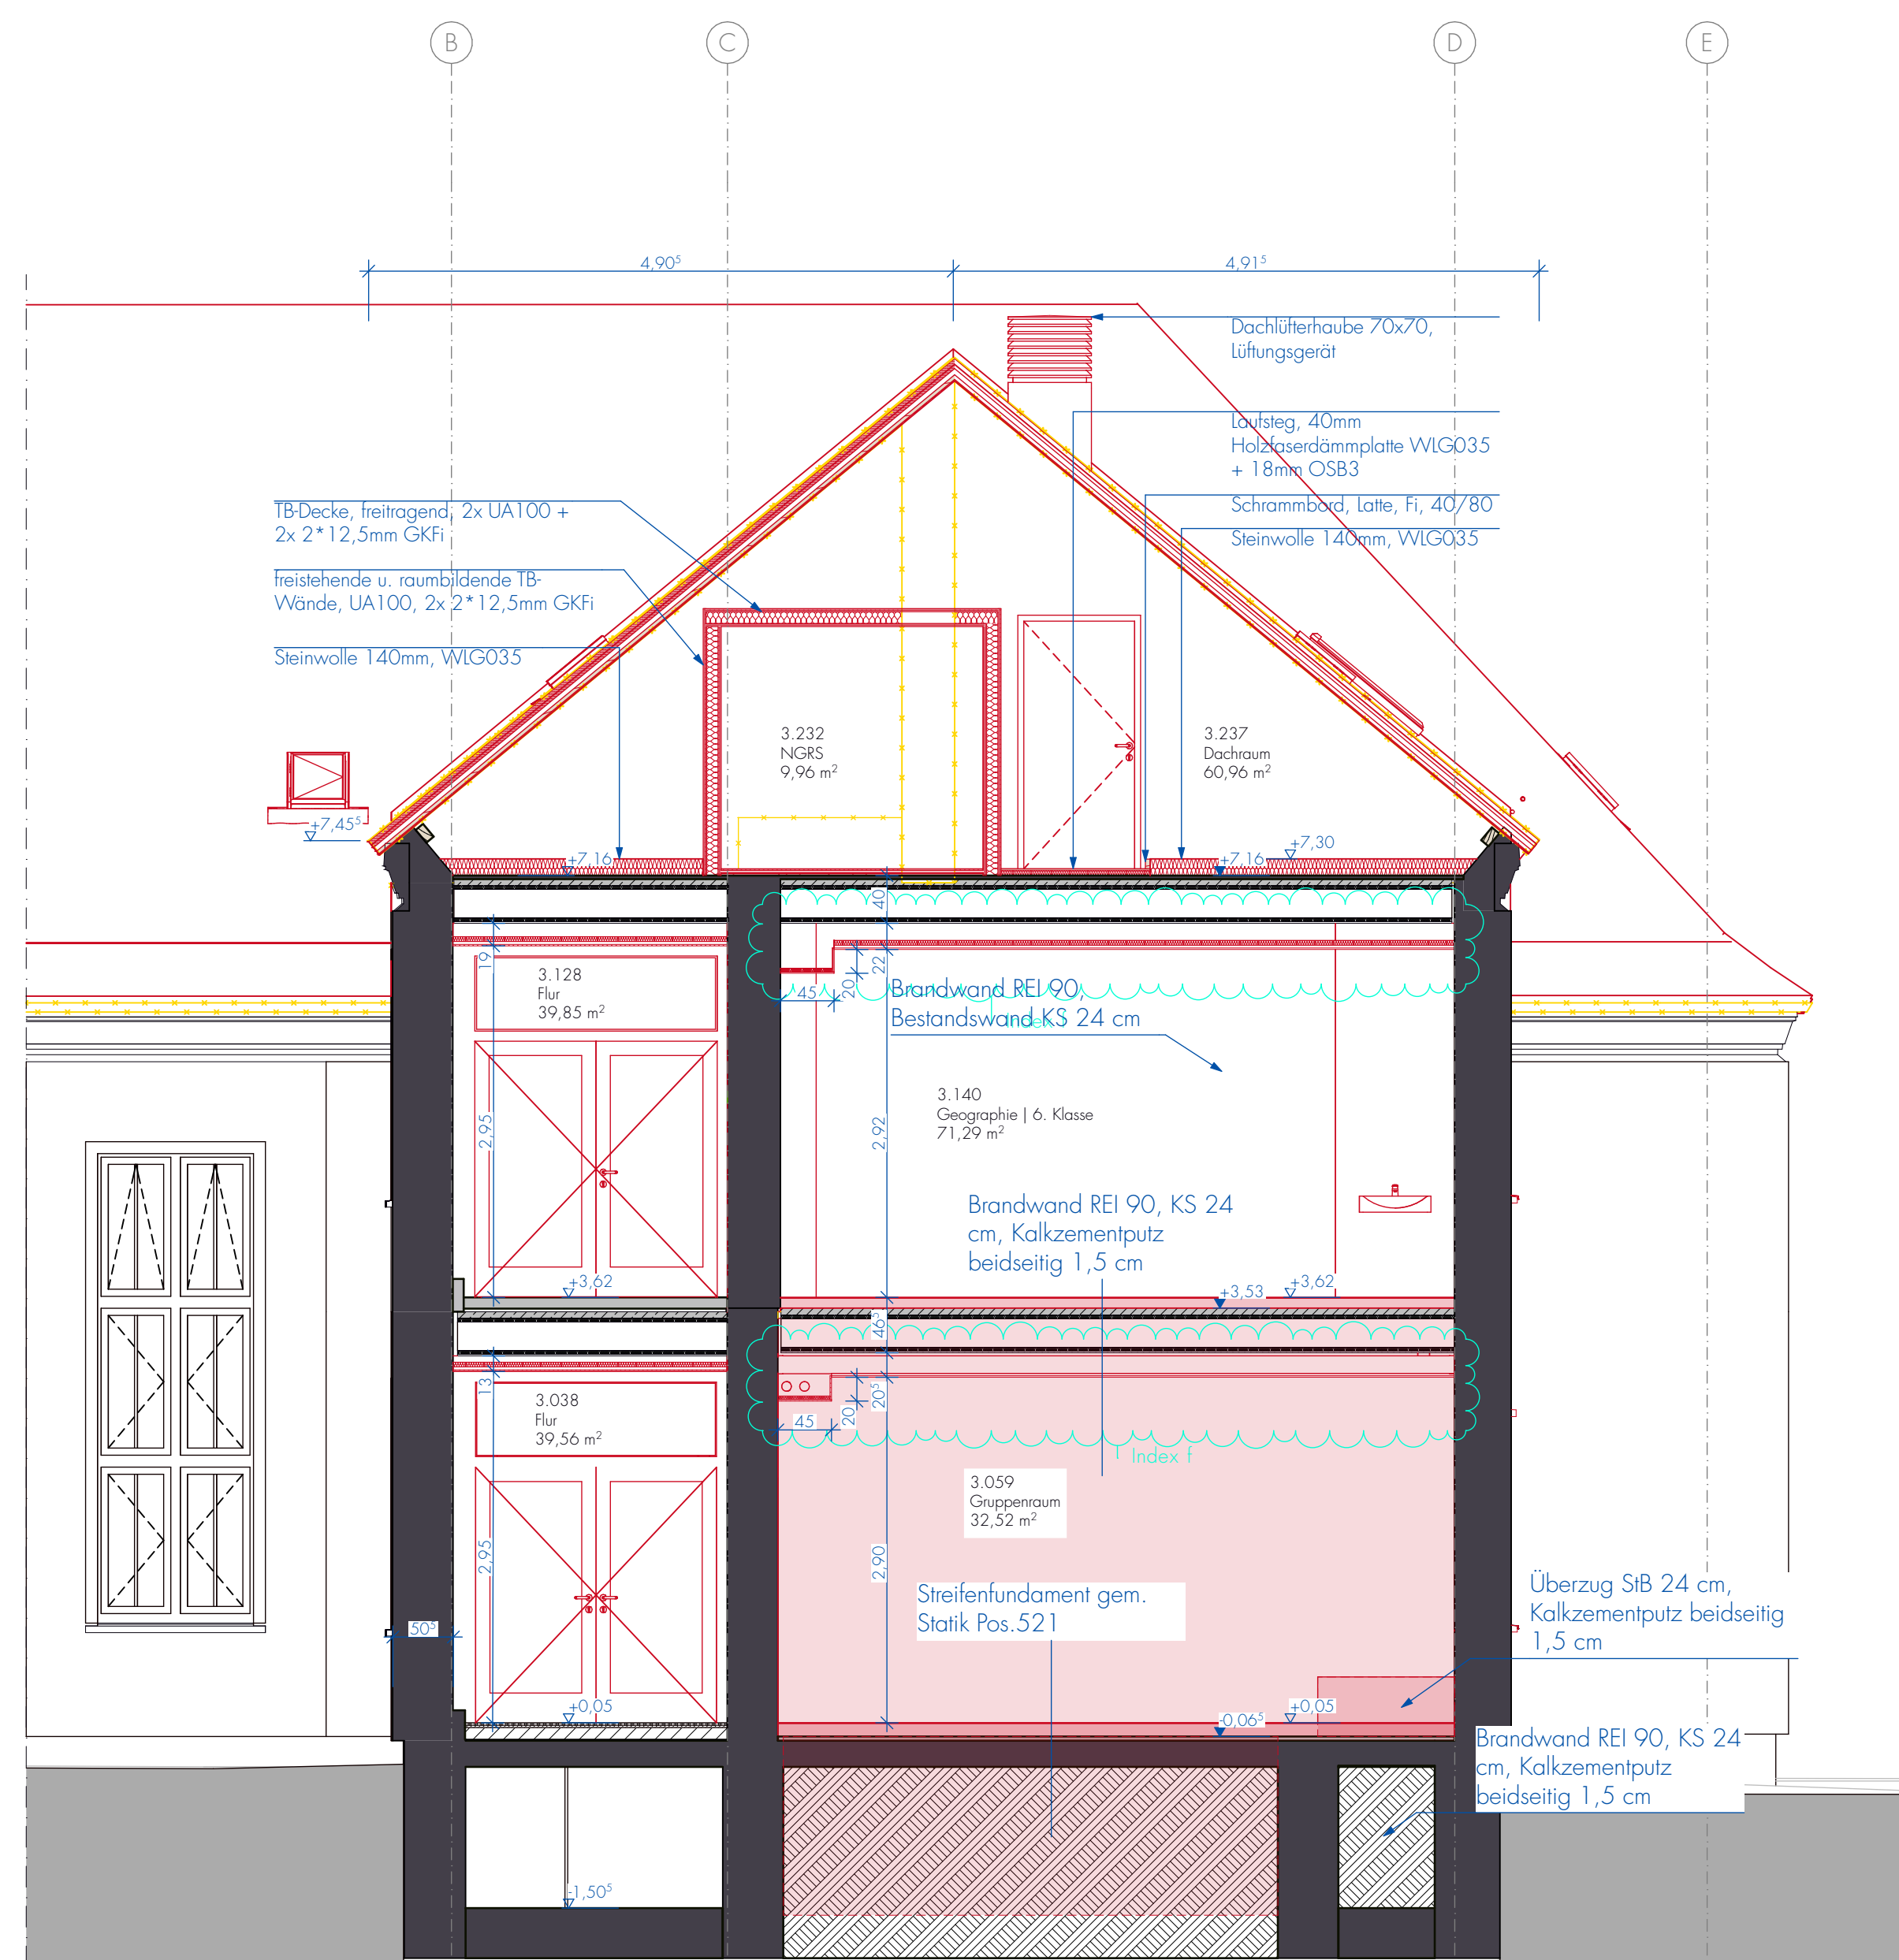 B
C
D
E
4,90⁵
4,91⁵
Dachlüfterhaube 70x70,
Lüftungsgerät
Laufsteg, 40mm
Holzfaserdämmplatte WLG035
+ 18mm OSB3
Schrammbord, Latte, Fi, 40/80
Steinwolle 140mm, WLG035
TB-Decke, freitragend, 2x UA100 +
2x 2*12,5mm GKFi
freistehende u. raumbildende TB-
Wände, UA100, 2x 2*12,5mm GKFi
Steinwolle 140mm, WLG035
3.232
NGRS
9,96 m²
3.237
Dachraum
60,96 m²
+7,45⁵
+7,16
+7,16
+7,30
40
19
22
20
45
3.128
Flur
39,85 m²
Brandwand REI 90,
Bestandswand KS 24 cm
Index f
3.140
Geographie | 6. Klasse
71,29 m²
2,95
2,92
Brandwand REI 90, KS 24
cm, Kalkzementputz
beidseitig 1,5 cm
+3,62
+3,53
+3,62
46⁵
13
20⁵
20
45
3.038
Flur
39,56 m²
Index f
3.059
Gruppenraum
32,52 m²
2,95
2,90
Streifenfundament gem.
Statik Pos.521
Überzug StB 24 cm,
Kalkzementputz beidseitig
1,5 cm
50⁵
+0,05
-0,06⁵
+0,05
Brandwand REI 90, KS 24
cm, Kalkzementputz
beidseitig 1,5 cm
-1,50⁵